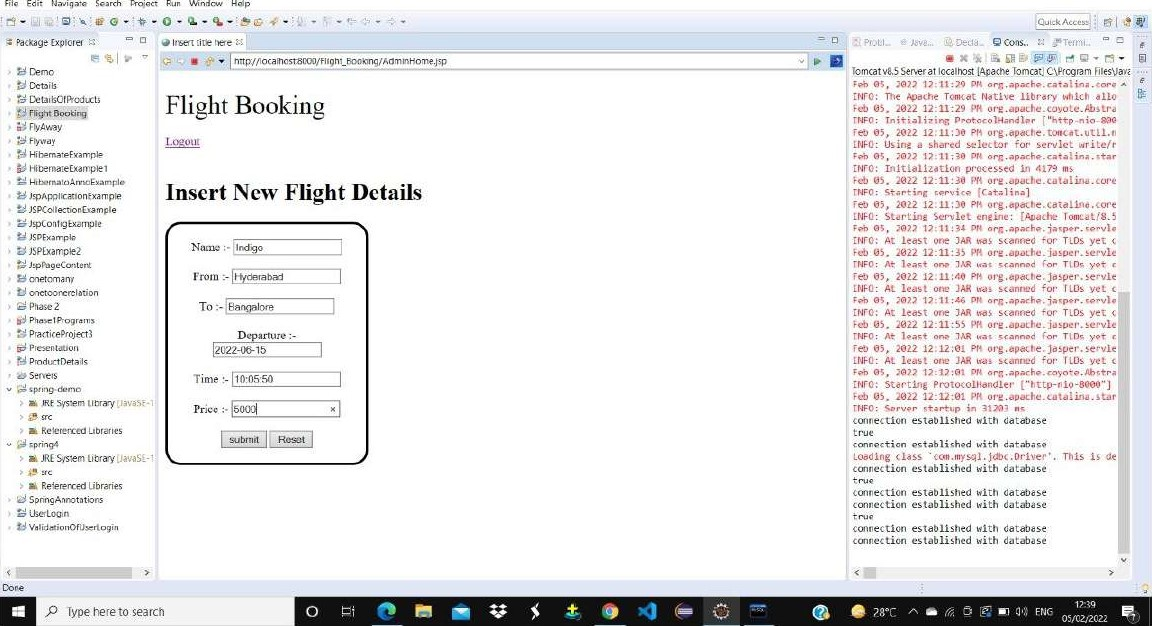 File Edit Navigate Search Project Run Window Help
Quick Access
Package Explorer
Demo
Details
DetailsOfProducts
Flight Booking
FlyAway
Flyway
HibernateExample
HibernateExample1
HibernateAnnoExample
JspApplicationExample
JSPCollectionExample
JspConfigExample
JSPExample
JSPExample2
JspPageContent
onetomany
onetoonerelation
Phase 2
Phase1Programs
PracticeProject3
Presentation
ProductDetails
Servers
spring-demo
JRE System Library [JavaSE-1
src
Referenced Libraries
spring4
JRE System Library [JavaSE-1
src
Referenced Libraries
SpringAnnotations
UserLogin
ValidationOfUserLogin
Insert title here
http://localhost:8000/Flight_Booking/AdminHome.jsp
Flight Booking
Logout
Insert New Flight Details
Name :- Indigo
From :- Hyderabad
To :- Bangalore
Departure :-
2022-06-15
Time :- 10:05:50
Price :- 5000
submit Reset
Probl... Java... Decla... Cons... Termi...
Tomcat v8.5 Server at localhost [Apache Tomcat] C:\Program Files\Java
Feb 05, 2022 12:11:29 PM org.apache.catalina.core
INFO: The Apache Tomcat Native library which allo
Feb 05, 2022 12:11:29 PM org.apache.coyote.Abstra
INFO: Initializing ProtocolHandler ["http-nio-800
Feb 05, 2022 12:11:30 PM org.apache.tomcat.util.n
INFO: Using a shared selector for servlet write/r
Feb 05, 2022 12:11:30 PM org.apache.catalina.star
INFO: Initialization processed in 4179 ms
Feb 05, 2022 12:11:30 PM org.apache.catalina.core
INFO: Starting service [Catalina]
Feb 05, 2022 12:11:30 PM org.apache.catalina.core
INFO: Starting Servlet engine: [Apache Tomcat/8.5
Feb 05, 2022 12:11:34 PM org.apache.jasper.servle
INFO: At least one JAR was scanned for TLDs yet c
Feb 05, 2022 12:11:35 PM org.apache.jasper.servle
INFO: At least one JAR was scanned for TLDs yet c
Feb 05, 2022 12:11:40 PM org.apache.jasper.servle
INFO: At least one JAR was scanned for TLDs yet c
Feb 05, 2022 12:11:46 PM org.apache.jasper.servle
INFO: At least one JAR was scanned for TLDs yet c
Feb 05, 2022 12:11:55 PM org.apache.jasper.servle
INFO: At least one JAR was scanned for TLDs yet c
Feb 05, 2022 12:12:01 PM org.apache.jasper.servle
INFO: At least one JAR was scanned for TLDs yet c
Feb 05, 2022 12:12:01 PM org.apache.coyote.Abstra
INFO: Starting ProtocolHandler ["http-nio-8000"]
Feb 05, 2022 12:12:01 PM org.apache.catalina.star
INFO: Server startup in 31203 ms
connection established with database
true
connection established with database
Loading class `com.mysql.jdbc.Driver'. This is de
connection established with database
true
connection established with database
connection established with database
true
connection established with database
connection established with database
Done
Type here to search
28°C
ENG
12:39
05/02/2022